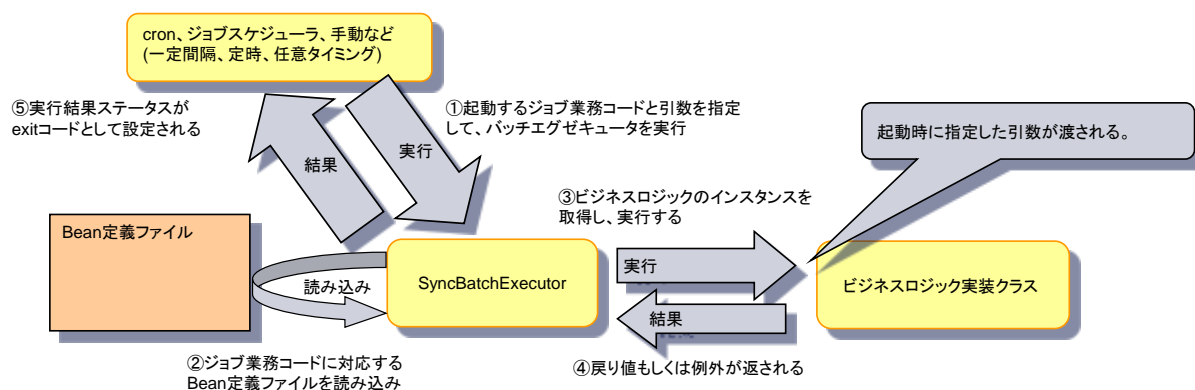 cron、ジョブスケジューラ、手動など
(一定間隔、定時、任意タイミング)
⑤実行結果ステータスが
exitコードとして設定される
①起動するジョブ業務コードと引数を指定
して、バッチエグゼキュータを実行
起動時に指定した引数が渡される。
結果
実行
③ビジネスロジックのインスタンスを
取得し、実行する
Bean定義ファイル
読み込み
SyncBatchExecutor
実行
結果
ビジネスロジック実装クラス
②ジョブ業務コードに対応する
Bean定義ファイルを読み込み
④戻り値もしくは例外が返される